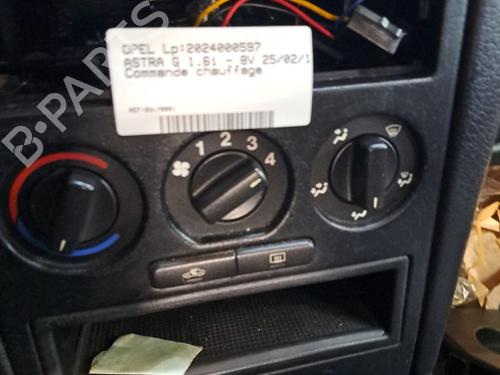 B-PARTS
OPEL Lp:2024000597
ASTRA G 1.6i - 8V 25/02/1
Commande chauffage
1 2 3 4